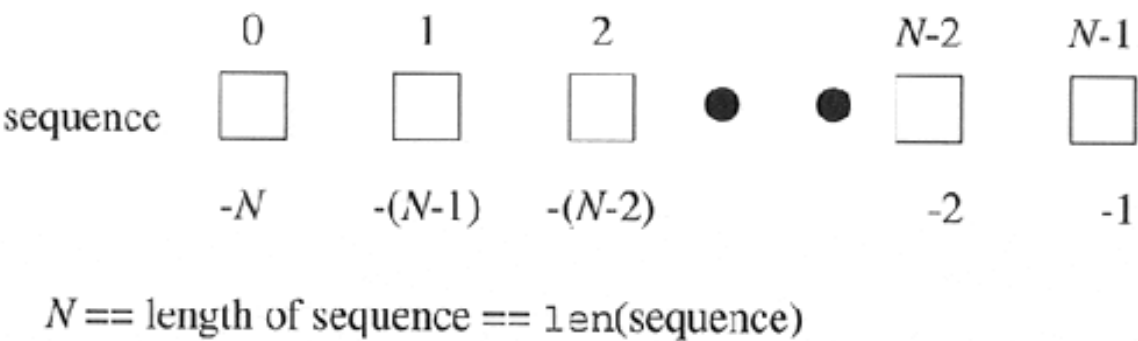 0 1 2 N-2 N-1
sequence
-N -(N-1) -(N-2) -2 -1
N == length of sequence == len(sequence)